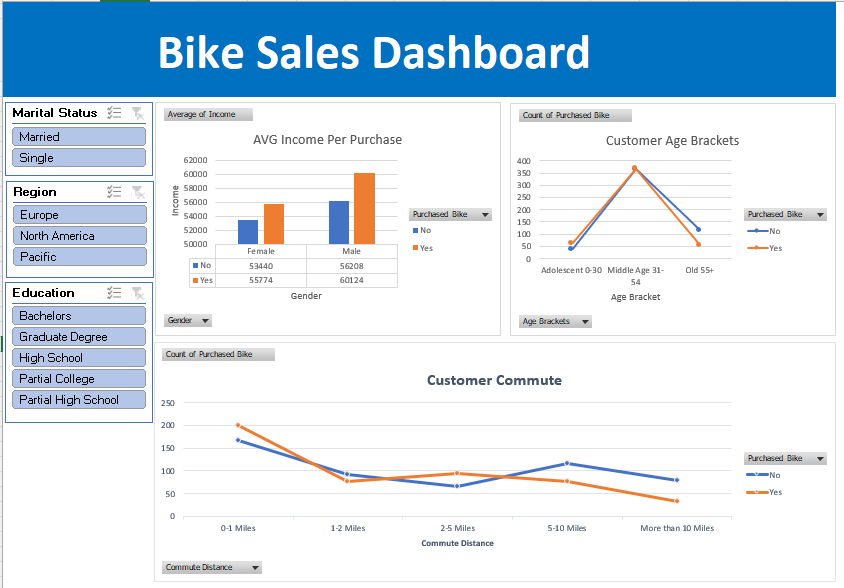 Bike Sales Dashboard
Marital Status
Married
Single
Region
Europe
North America
Pacific
Education
Bachelors
Graduate Degree
High School
Partial College
Partial High School
Average of Income
AVG Income Per Purchase
62000
60000
58000
56000
54000
52000
50000
Income
Female Male
No 53440 56208
Yes 55774 60124
Gender
Purchased Bike
No
Yes
Gender
Count of Purchased Bike
Customer Age Brackets
400
350
300
250
200
150
100
50
0
Adolescent 0-30 Middle Age 31- Old 55+
54
Age Bracket
Purchased Bike
No
Yes
Age Brackets
Count of Purchased Bike
Customer Commute
250
200
150
100
50
0
0-1 Miles 1-2 Miles 2-5 Miles 5-10 Miles More than 10 Miles
Commute Distance
Purchased Bike
No
Yes
Commute Distance